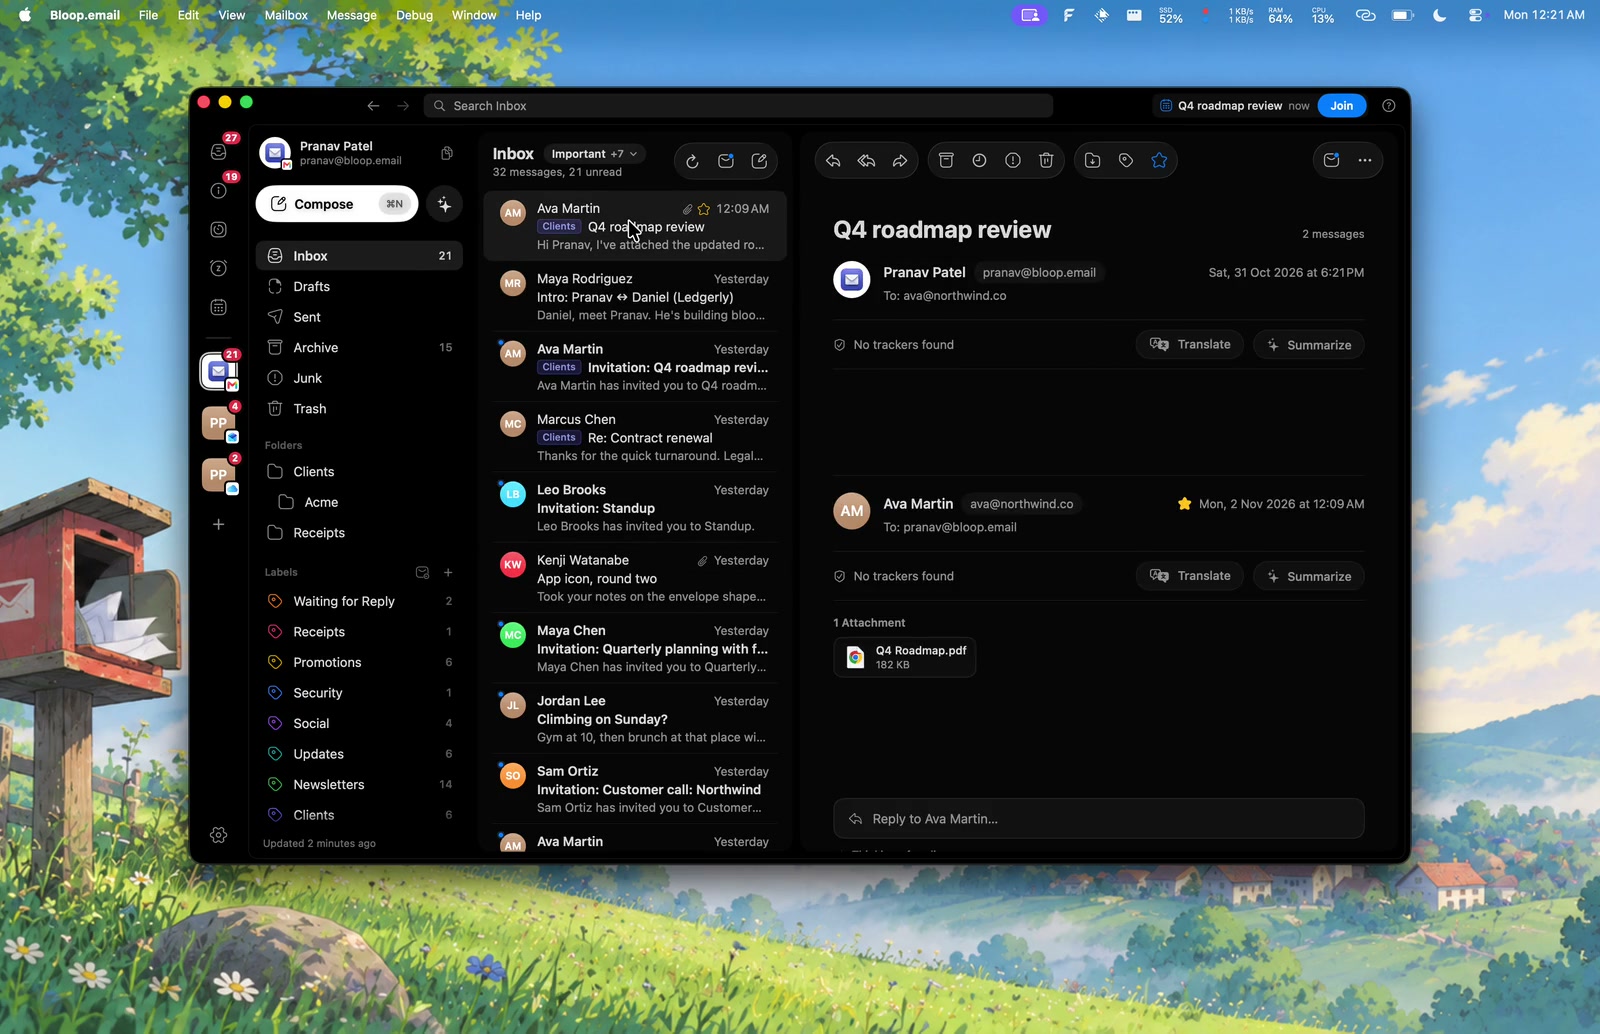 Bloop.email File Edit View Mailbox Message Debug Window Help
SSD 52% 1 KB/s 1 KB/s RAM 64% CPU 13% Mon 12:21 AM
Search Inbox
Q4 roadmap review now Join
27
19
21
4
PP
2
PP
Pranav Patel
pranav@bloop.email
Compose ⌘N
Inbox 21
Drafts
Sent
Archive 15
Junk
Trash
Folders
Clients
Acme
Receipts
Labels
Waiting for Reply 2
Receipts 1
Promotions 6
Security 1
Social 4
Updates 6
Newsletters 14
Clients 6
Updated 2 minutes ago
Inbox Important +7
32 messages, 21 unread
AM
Ava Martin 12:09 AM
Clients Q4 roadmap review
Hi Pranav, I've attached the updated ro...
MR
Maya Rodriguez Yesterday
Intro: Pranav ↔ Daniel (Ledgerly)
Daniel, meet Pranav. He's building bloo...
AM
Ava Martin Yesterday
Clients Invitation: Q4 roadmap revi...
Ava Martin has invited you to Q4 roadm...
MC
Marcus Chen Yesterday
Clients Re: Contract renewal
Thanks for the quick turnaround. Legal...
LB
Leo Brooks Yesterday
Invitation: Standup
Leo Brooks has invited you to Standup.
KW
Kenji Watanabe Yesterday
App icon, round two
Took your notes on the envelope shape...
MC
Maya Chen Yesterday
Invitation: Quarterly planning with f...
Maya Chen has invited you to Quarterly...
JL
Jordan Lee Yesterday
Climbing on Sunday?
Gym at 10, then brunch at that place wi...
SO
Sam Ortiz Yesterday
Invitation: Customer call: Northwind
Sam Ortiz has invited you to Customer...
AM
Ava Martin Yesterday
Q4 roadmap review
2 messages
Pranav Patel pranav@bloop.email Sat, 31 Oct 2026 at 6:21 PM
To: ava@northwind.co
No trackers found Translate Summarize
AM
Ava Martin ava@northwind.co Mon, 2 Nov 2026 at 12:09 AM
To: pranav@bloop.email
No trackers found Translate Summarize
1 Attachment
Q4 Roadmap.pdf
182 KB
Reply to Ava Martin...